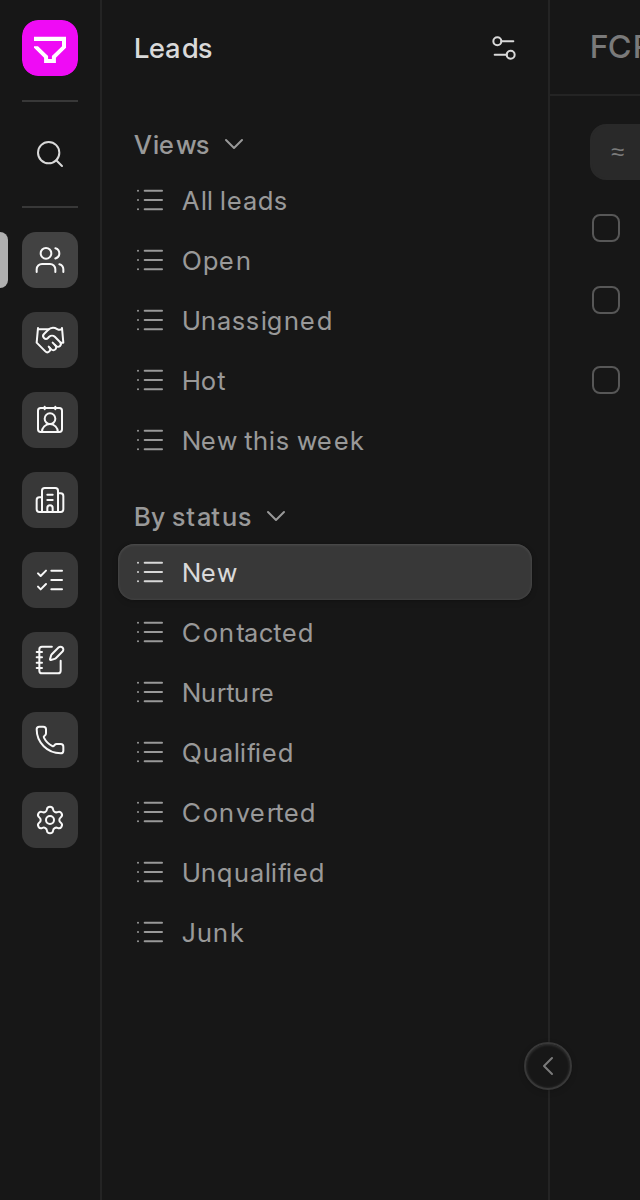 Leads
Views
All leads
Open
Unassigned
Hot
New this week
By status
New
Contacted
Nurture
Qualified
Converted
Unqualified
Junk
≈